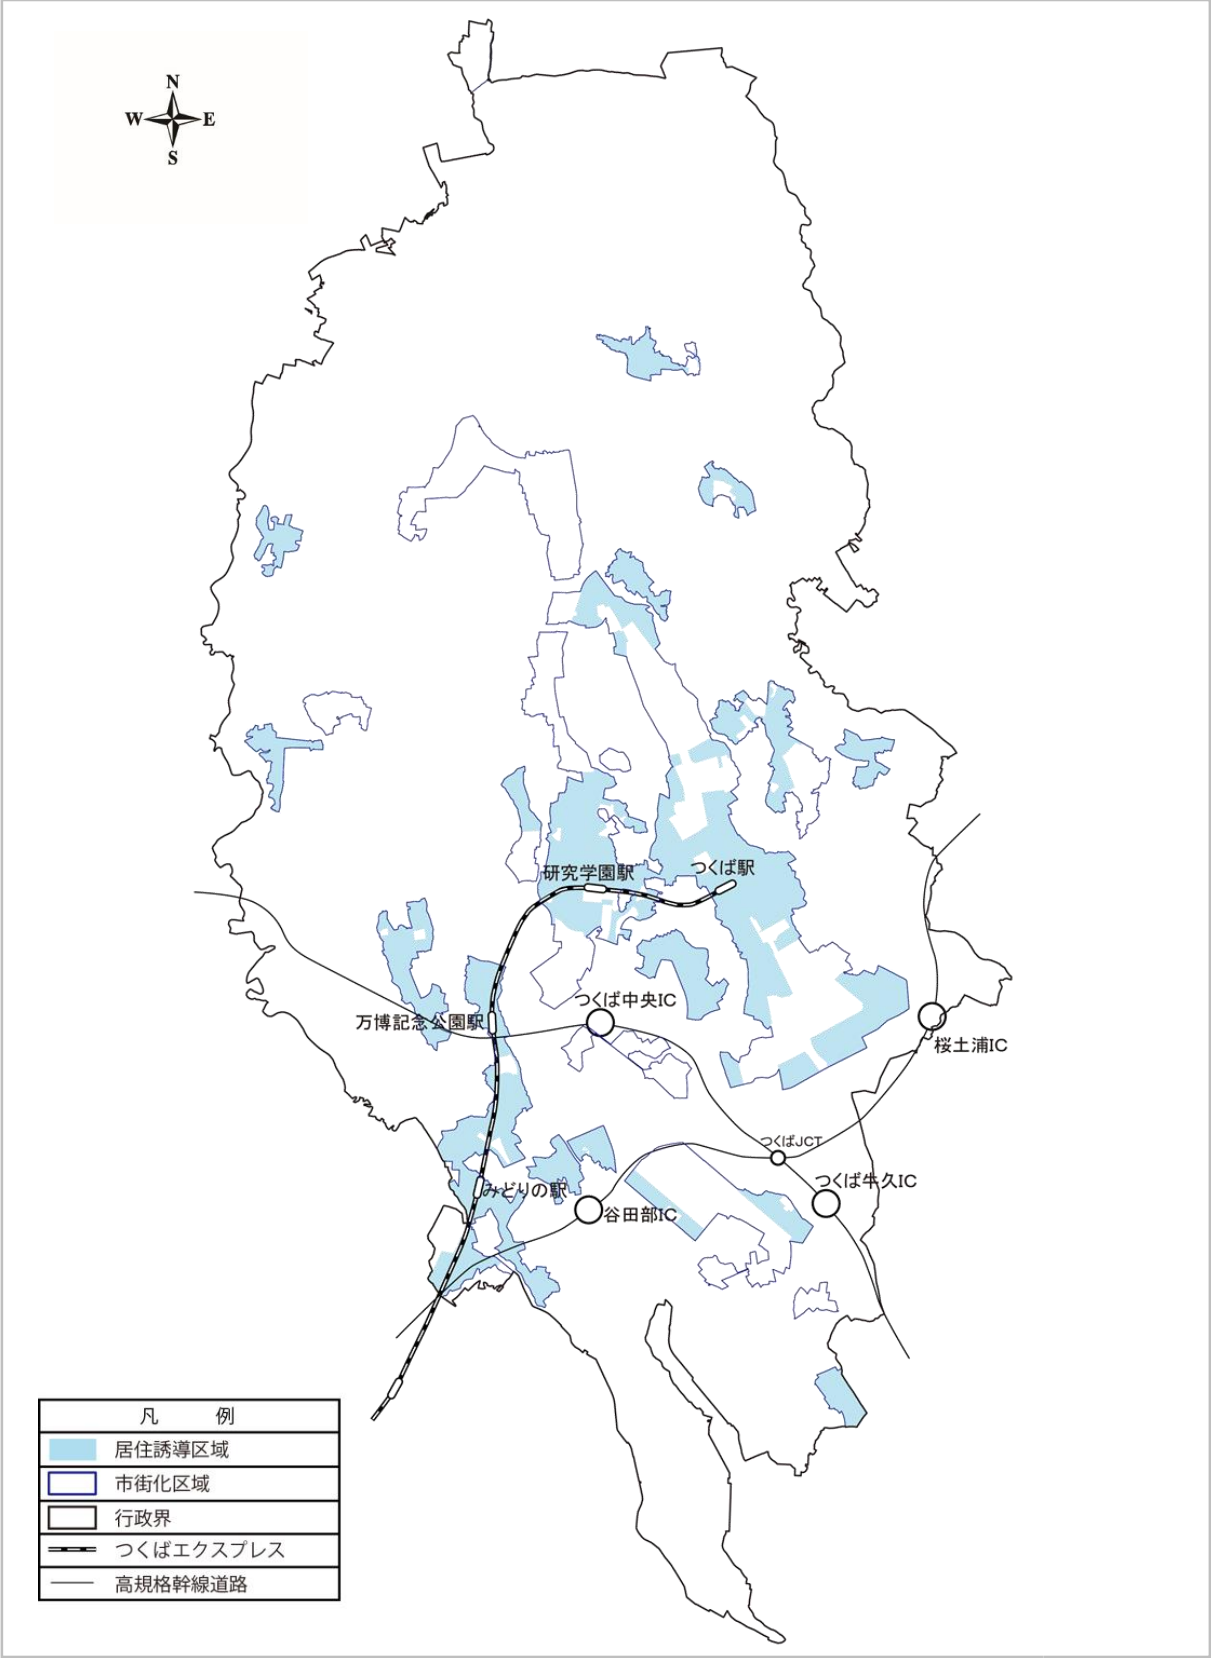 N
W E
S
研究学園駅
つくば駅
つくば中央IC
万博記念公園駅
桜土浦IC
つくばJCT
つくば牛久IC
みどりの駅
谷田部IC
凡 例
居住誘導区域
市街化区域
行政界
つくばエクスプレス
高規格幹線道路